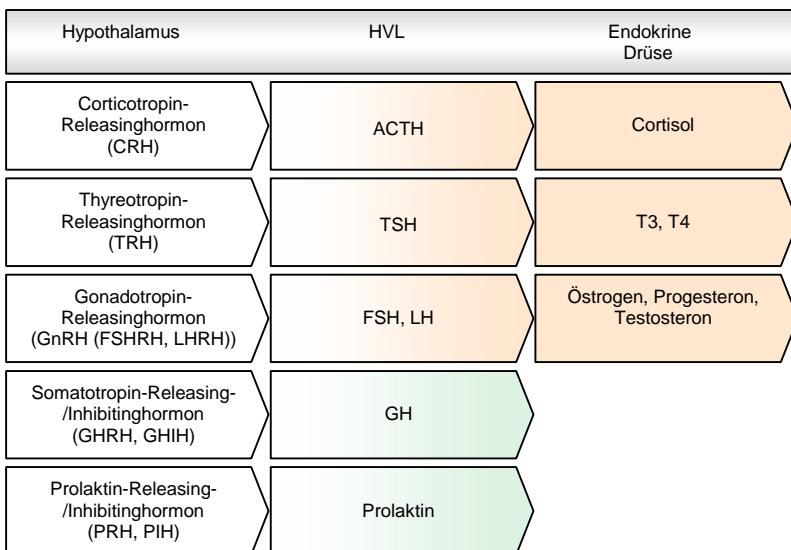 Hypothalamus
HVL
Endokrine
Drüse
Corticotropin-
Releasinghormon
(CRH)
ACTH
Cortisol
Thyreotropin-
Releasinghormon
(TRH)
TSH
T3, T4
Gonadotropin-
Releasinghormon
(GnRH (FSHRH, LHRH))
FSH, LH
Östrogen, Progesteron,
Testosteron
Somatotropin-Releasing-
/Inhibitinghormon
(GHRH, GHIH)
GH
Prolaktin-Releasing-
/Inhibitinghormon
(PRH, PIH)
Prolaktin